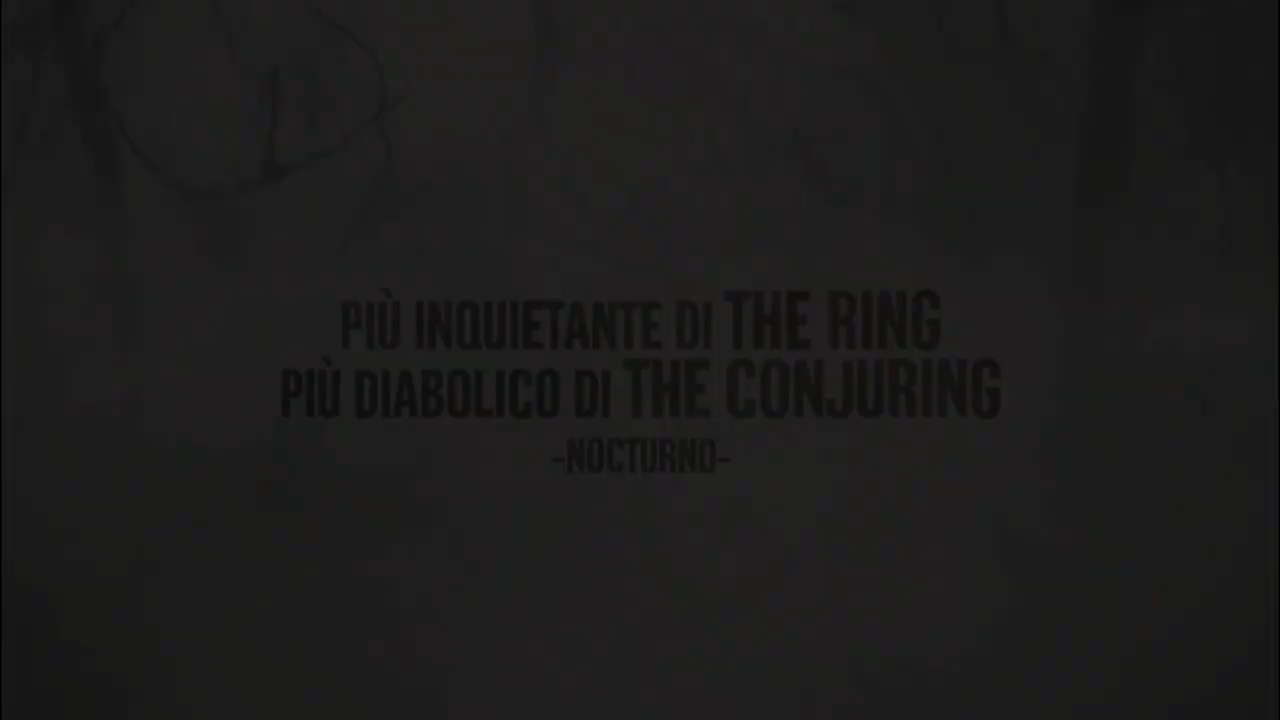 PIÙ INQUIETANTE DI THE RING
PIÙ DIABOLICO DI THE CONJURING
-NOCTURNO-